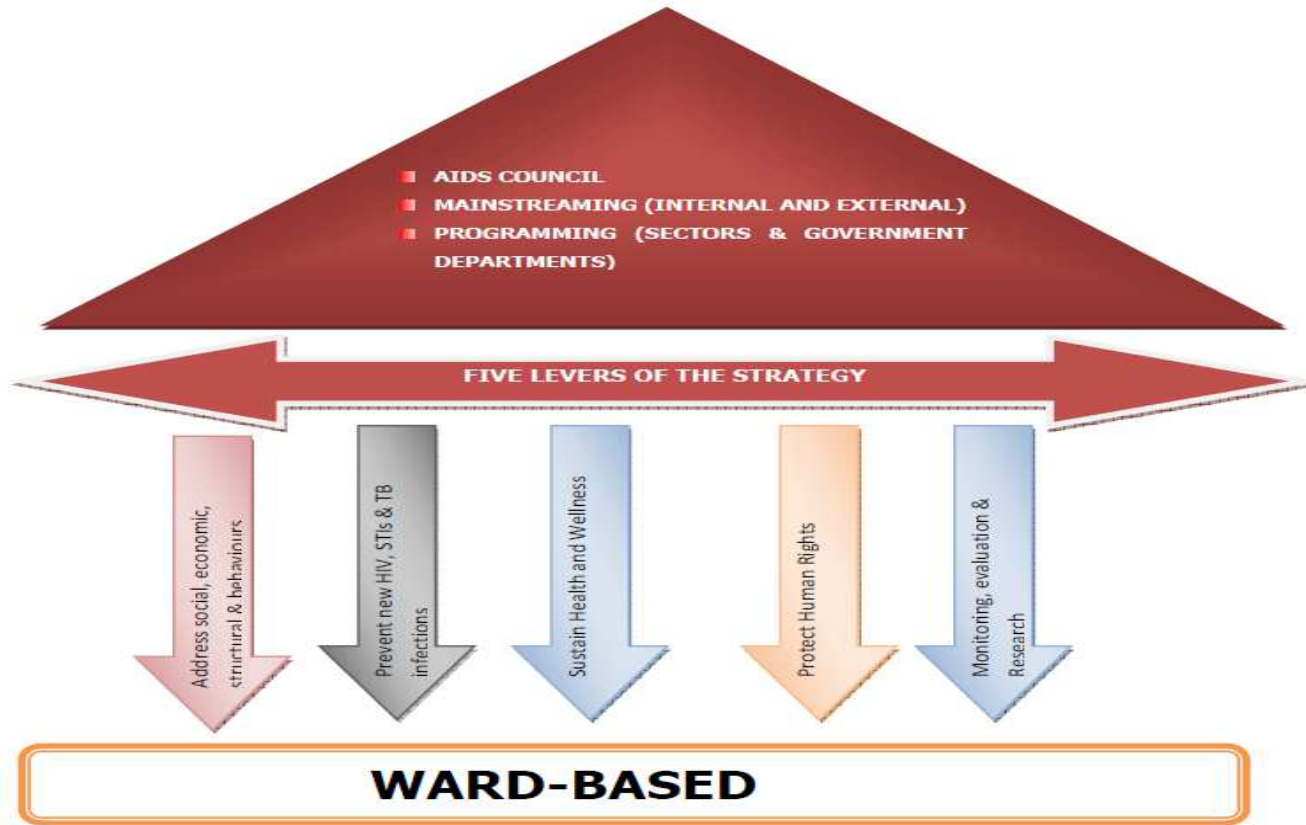 AIDS COUNCIL
MAINSTREAMING (INTERNAL AND EXTERNAL)
PROGRAMMING (SECTORS & GOVERNMENT
DEPARTMENTS)
FIVE LEVERS OF THE STRATEGY
Address social, economic,
structural & behaviours
Prevent new HIV, STIs & TB
infections
Sustain Health and Wellness
Protect Human Rights
Monitoring, evaluation &
Research
WARD-BASED